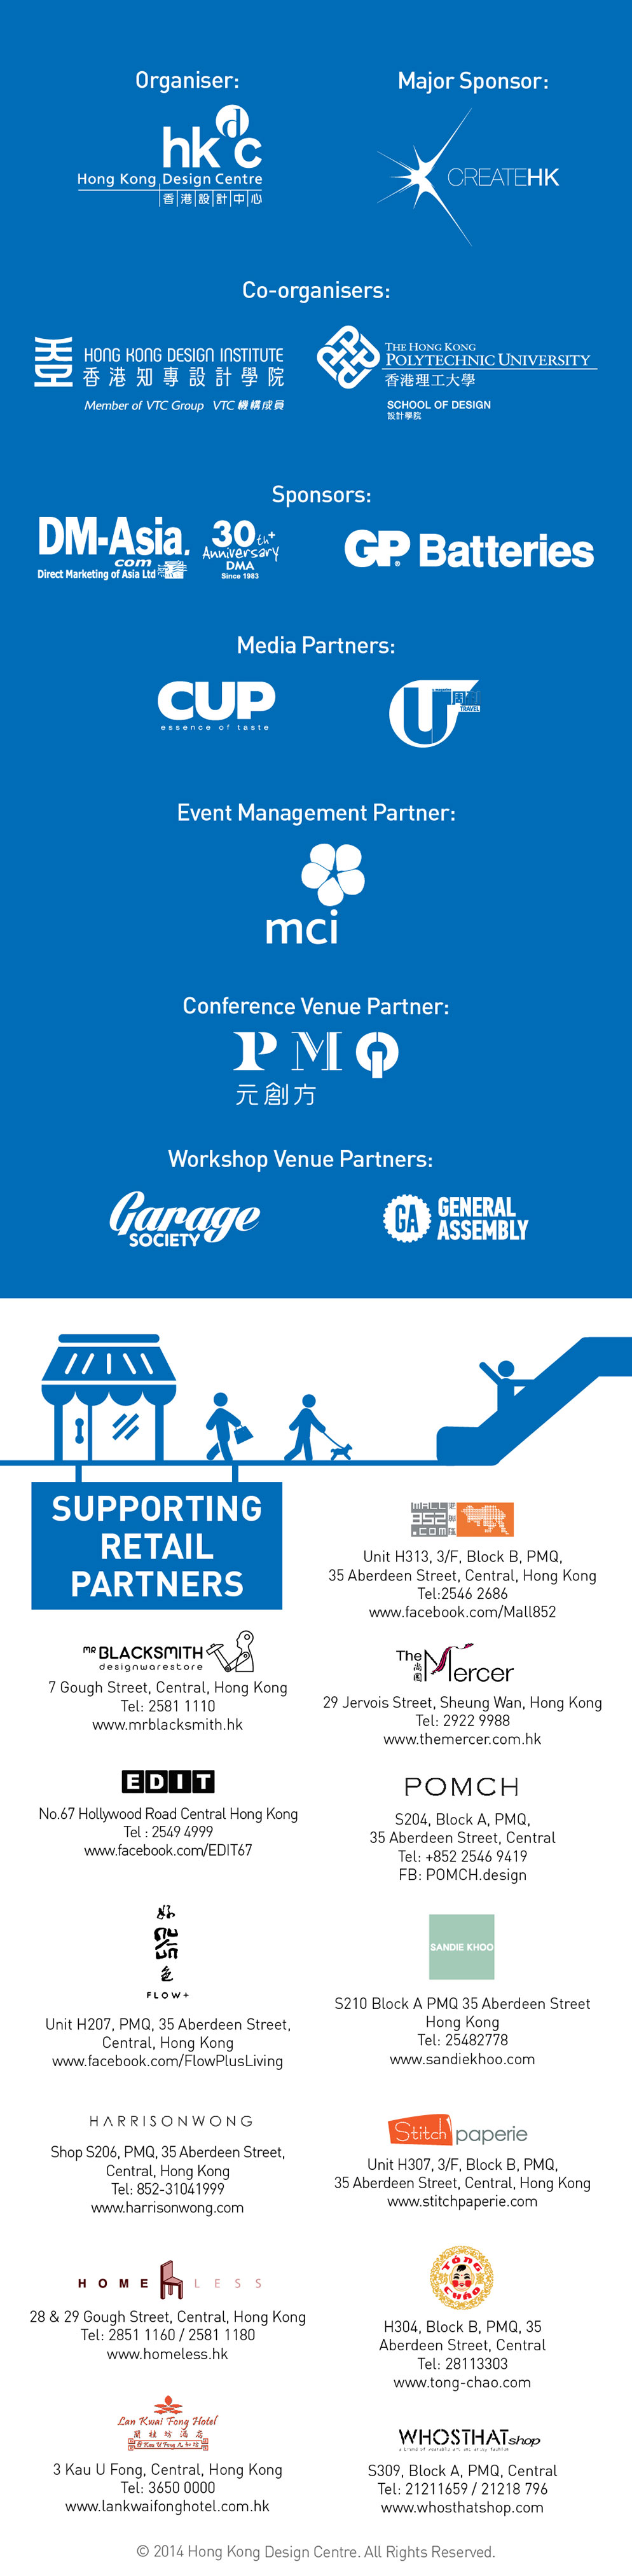 Organiser:
Major Sponsor:
hkdc
Hong Kong Design Centre
香港設計中心
CREATEHK
Co-organisers:
HONG KONG DESIGN INSTITUTE
香港知專設計學院
Member of VTC Group VTC 機構成員
THE HONG KONG
POLYTECHNIC UNIVERSITY
香港理工大學
SCHOOL OF DESIGN
設計學院
Sponsors:
DM-Asia.
com
Direct Marketing of Asia Ltd
30th+
Anniversary
DMA
Since 1983
GP Batteries
Media Partners:
CUP
essence of taste
U
TRAVEL
Event Management Partner:
mci
Conference Venue Partner:
PMQ
元創方
Workshop Venue Partners:
Garage
SOCIETY
GA GENERAL
ASSEMBLY
SUPPORTING
RETAIL
PARTNERS
MALL
852
.COM
Unit H313, 3/F, Block B, PMQ,
35 Aberdeen Street, Central, Hong Kong
Tel:2546 2686
www.facebook.com/Mall852
MR BLACKSMITH
designwarestore
7 Gough Street, Central, Hong Kong
Tel: 2581 1110
www.mrblacksmith.hk
The Mercer
尚圜
29 Jervois Street, Sheung Wan, Hong Kong
Tel: 2922 9988
www.themercer.com.hk
EDIT
No.67 Hollywood Road Central Hong Kong
Tel : 2549 4999
www.facebook.com/EDIT67
POMCH
S204, Block A, PMQ,
35 Aberdeen Street, Central
Tel: +852 2546 9419
FB: POMCH.design
FLOW+
Unit H207, PMQ, 35 Aberdeen Street,
Central, Hong Kong
www.facebook.com/FlowPlusLiving
SANDIE KHOO
S210 Block A PMQ 35 Aberdeen Street
Hong Kong
Tel: 25482778
www.sandiekhoo.com
HARRISONWONG
Shop S206, PMQ, 35 Aberdeen Street,
Central, Hong Kong
Tel: 852-31041999
www.harrisonwong.com
Stitch paperie
Unit H307, 3/F, Block B, PMQ,
35 Aberdeen Street, Central, Hong Kong
www.stitchpaperie.com
HOMELESS
28 & 29 Gough Street, Central, Hong Kong
Tel: 2851 1160 / 2581 1180
www.homeless.hk
TONG
CHAO
H304, Block B, PMQ, 35
Aberdeen Street, Central
Tel: 28113303
www.tong-chao.com
Lan Kwai Fong Hotel
蘭桂坊酒店
@ Kau U Fong 九如坊
3 Kau U Fong, Central, Hong Kong
Tel: 3650 0000
www.lankwaifonghotel.com.hk
WHOSTHATshop
S309, Block A, PMQ, Central
Tel: 21211659 / 21218 796
www.whosthatshop.com
© 2014 Hong Kong Design Centre. All Rights Reserved.